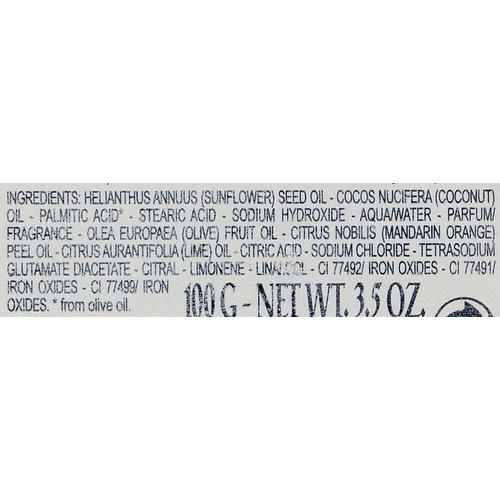 INGREDIENTS: HELIANTHUS ANNUUS (SUNFLOWER) SEED OIL - COCOS NUCIFERA (COCONUT)
OIL - PALMITIC ACID* - STEARIC ACID - SODIUM HYDROXIDE - AQUA/WATER - PARFUM/
FRAGRANCE - OLEA EUROPAEA (OLIVE) FRUIT OIL - CITRUS NOBILIS (MANDARIN ORANGE)
PEEL OIL - CITRUS AURANTIFOLIA (LIME) OIL - CITRIC ACID - SODIUM CHLORIDE - TETRASODIUM
GLUTAMATE DIACETATE - CITRAL - LIMONENE - LINALOOL - CI 77492/ IRON OXIDES - CI 77491/
IRON OXIDES - CI 77499/ IRON
OXIDES. * from olive oil.
100 G - NET WT. 3.5 OZ.